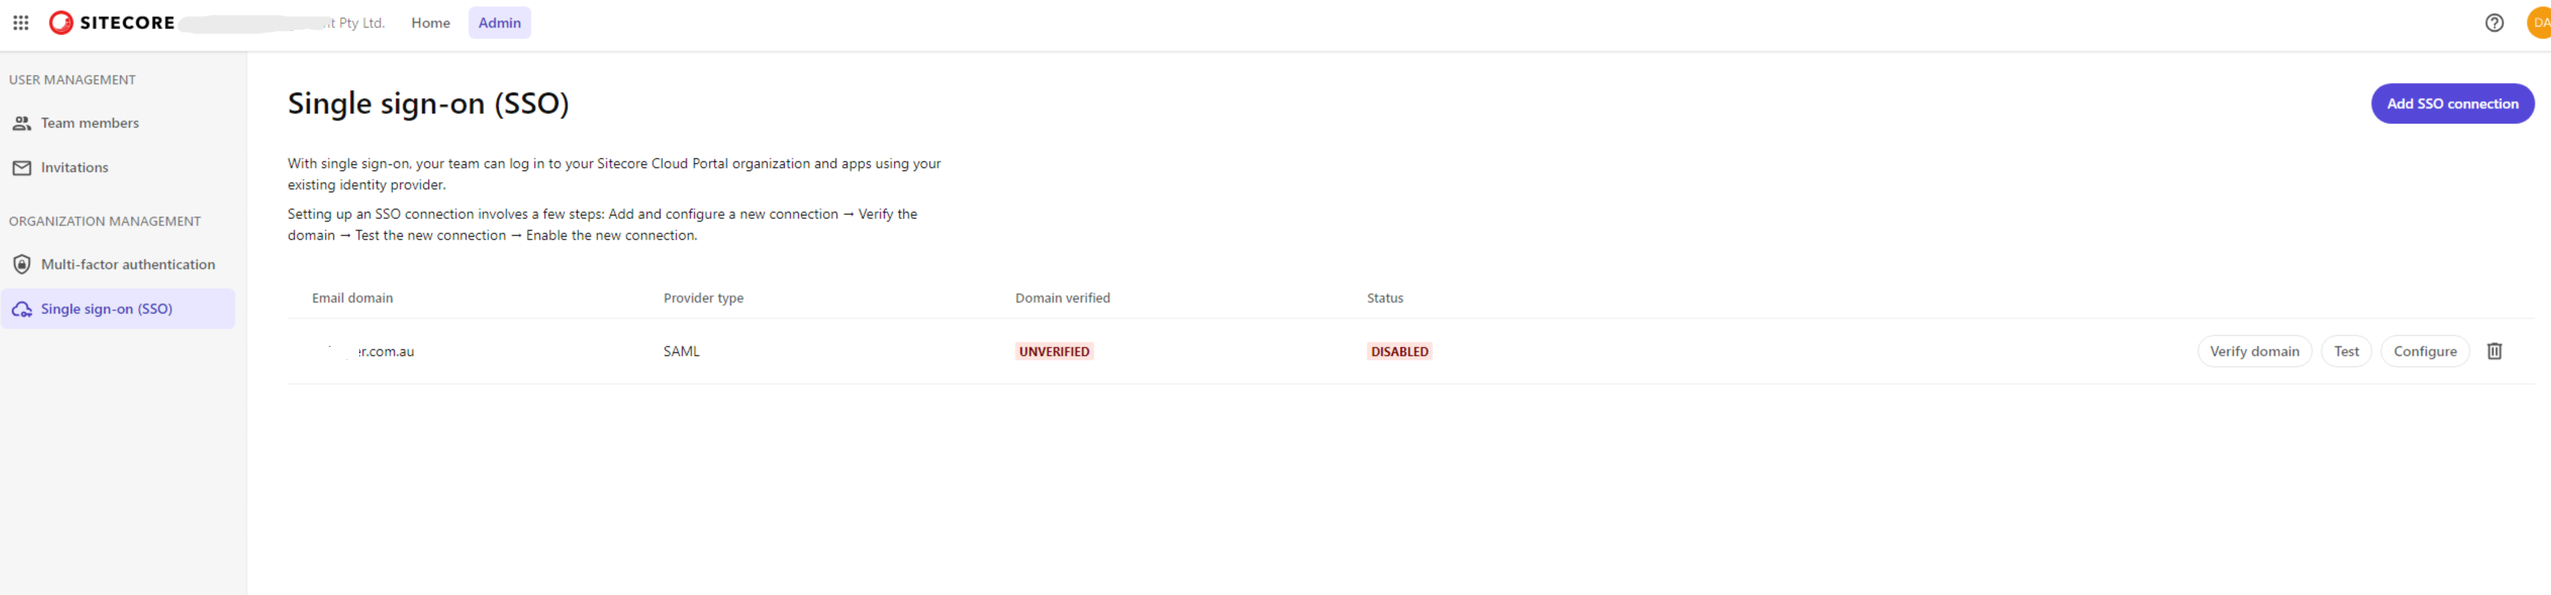 SITECORE Pty Ltd. Home Admin
DA
USER MANAGEMENT
Team members
Invitations
ORGANIZATION MANAGEMENT
Multi-factor authentication
Single sign-on (SSO)
Single sign-on (SSO)
Add SSO connection
With single sign-on, your team can log in to your Sitecore Cloud Portal organization and apps using your
existing identity provider.
Setting up an SSO connection involves a few steps: Add and configure a new connection → Verify the
domain → Test the new connection → Enable the new connection.
Email domain Provider type Domain verified Status
r.com.au SAML UNVERIFIED DISABLED Verify domain Test Configure